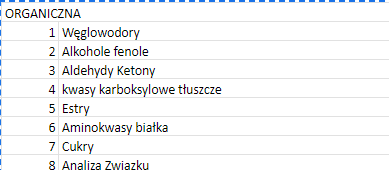 ORGANICZNA
1 Węglowodory
2 Alkohole fenole
3 Aldehydy Ketony
4 kwasy karboksylowe tłuszcze
5 Estry
6 Aminokwasy białka
7 Cukry
8 Analiza Zwiazku